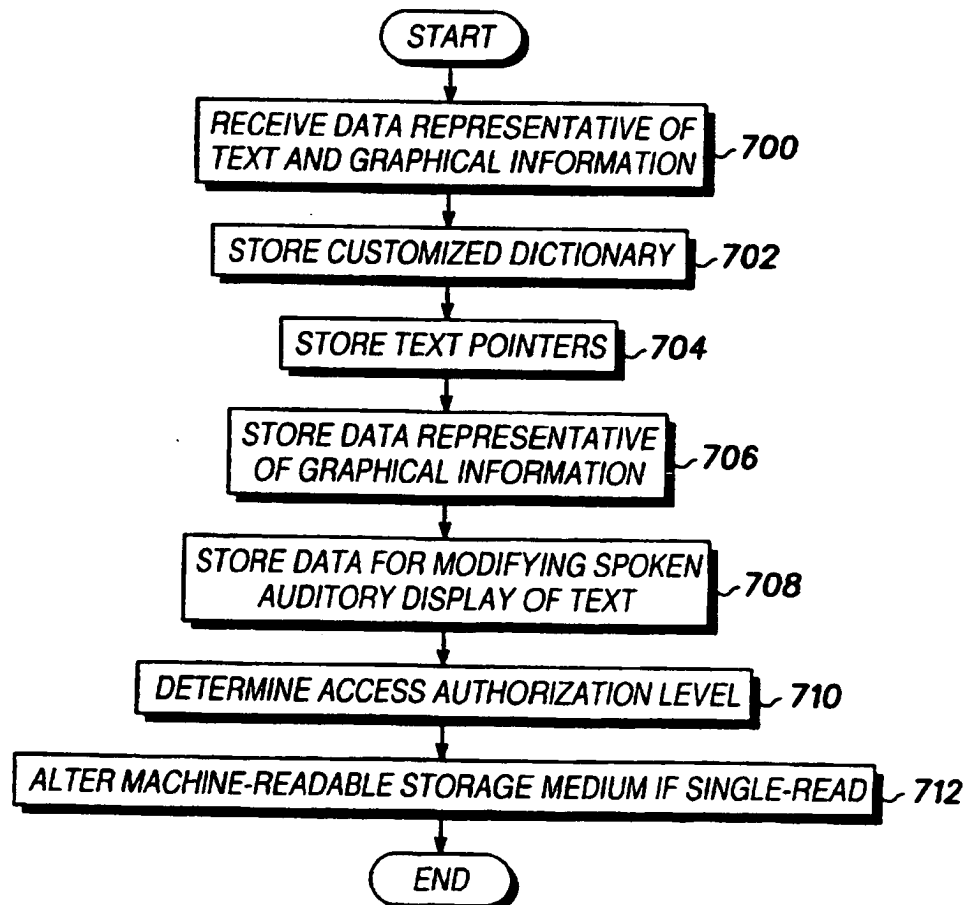 START
RECEIVE DATA REPRESENTATIVE OF
TEXT AND GRAPHICAL INFORMATION
700
STORE CUSTOMIZED DICTIONARY
702
STORE TEXT POINTERS
704
STORE DATA REPRESENTATIVE
OF GRAPHICAL INFORMATION
706
STORE DATA FOR MODIFYING SPOKEN
AUDITORY DISPLAY OF TEXT
708
DETERMINE ACCESS AUTHORIZATION LEVEL
710
ALTER MACHINE-READABLE STORAGE MEDIUM IF SINGLE-READ
712
END